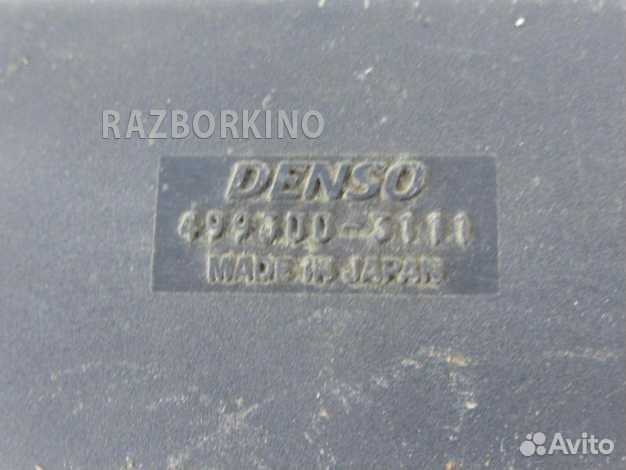 RAZBORKINO
DENSO
499300-3111
MADE IN JAPAN
Avito